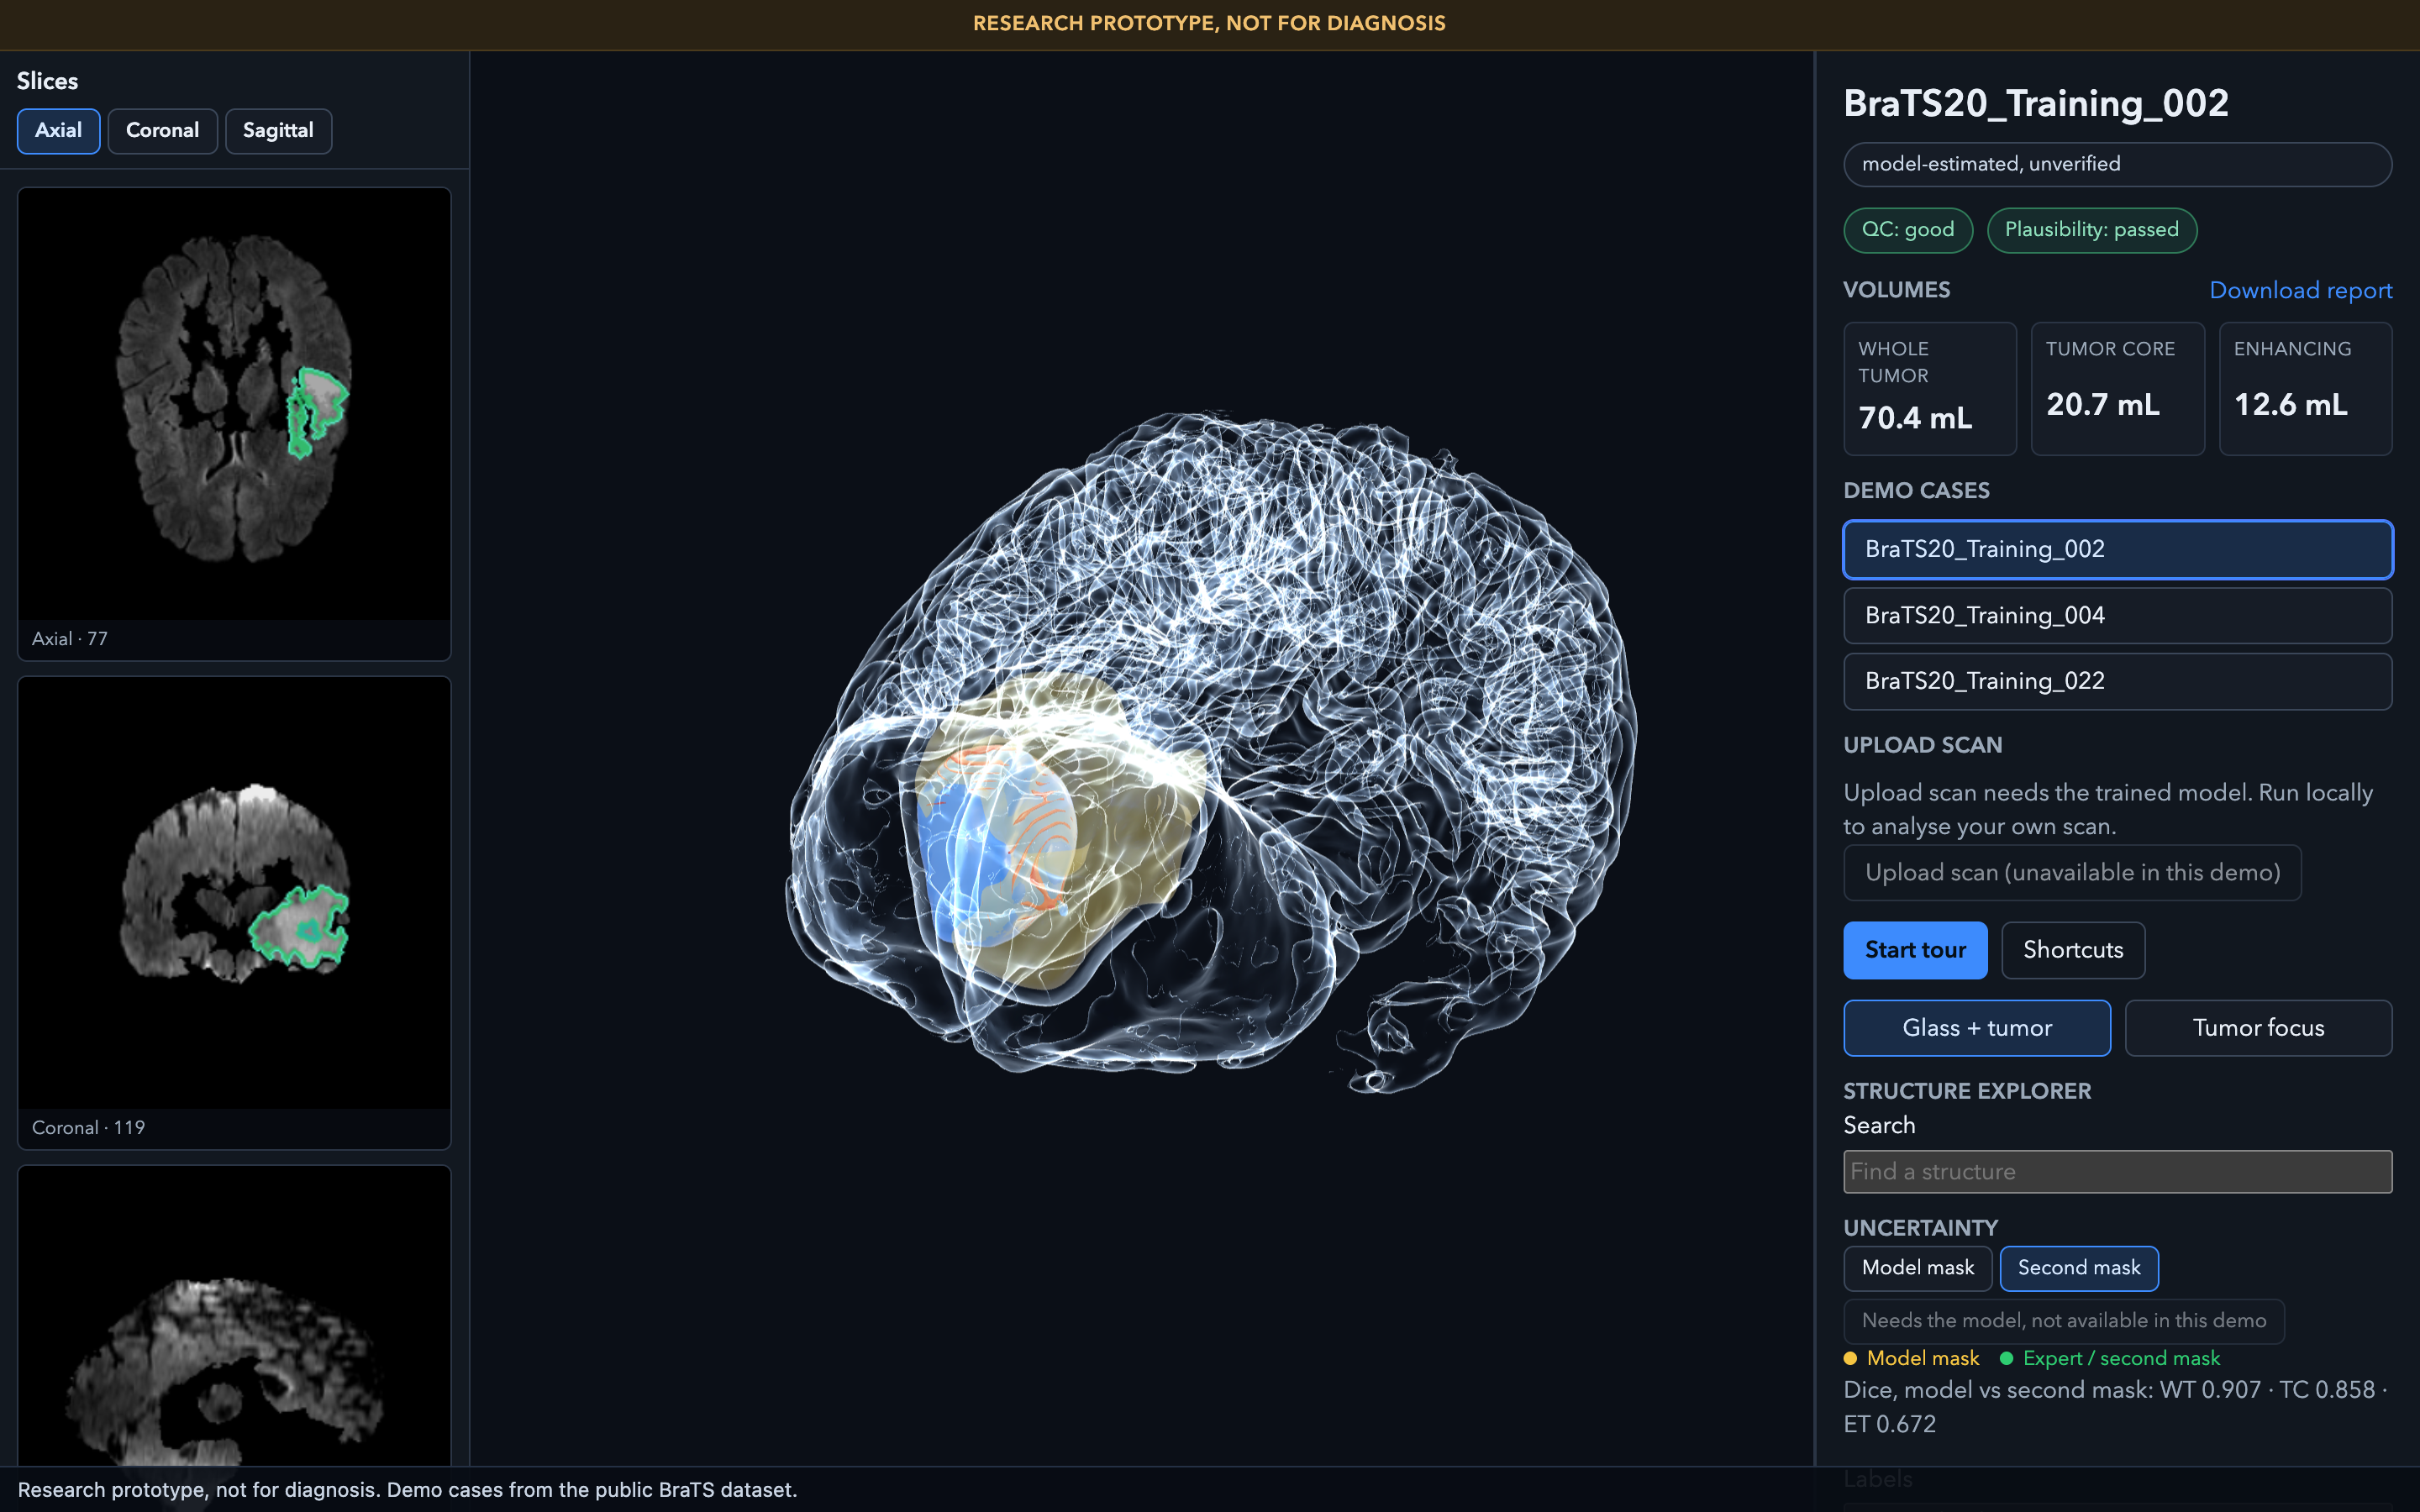 RESEARCH PROTOTYPE, NOT FOR DIAGNOSIS
Slices
Axial
Coronal
Sagittal
Axial · 77
Coronal · 119
BraTS20_Training_002
model-estimated, unverified
QC: good
Plausibility: passed
VOLUMES
Download report
WHOLE
TUMOR
70.4 mL
TUMOR CORE
20.7 mL
ENHANCING
12.6 mL
DEMO CASES
BraTS20_Training_002
BraTS20_Training_004
BraTS20_Training_022
UPLOAD SCAN
Upload scan needs the trained model. Run locally
to analyse your own scan.
Upload scan (unavailable in this demo)
Start tour
Shortcuts
Glass + tumor
Tumor focus
STRUCTURE EXPLORER
Search
Find a structure
UNCERTAINTY
Model mask
Second mask
Needs the model, not available in this demo
Model mask
Expert / second mask
Dice, model vs second mask: WT 0.907 · TC 0.858 ·
ET 0.672
Labels
Research prototype, not for diagnosis. Demo cases from the public BraTS dataset.